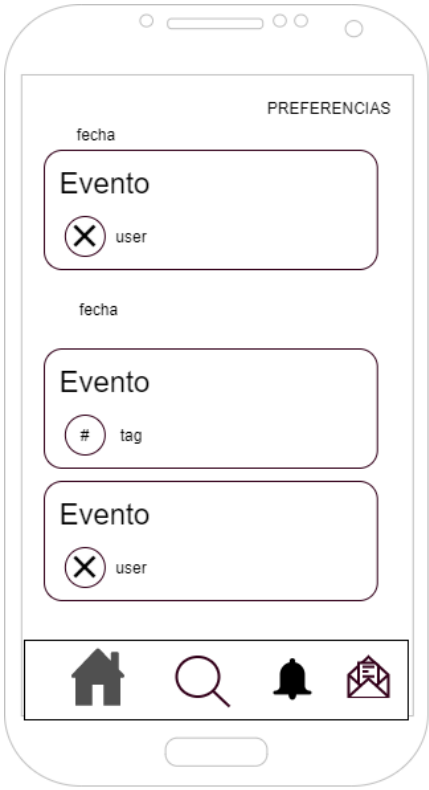 PREFERENCIAS
fecha
Evento
user
fecha
Evento
# tag
Evento
user